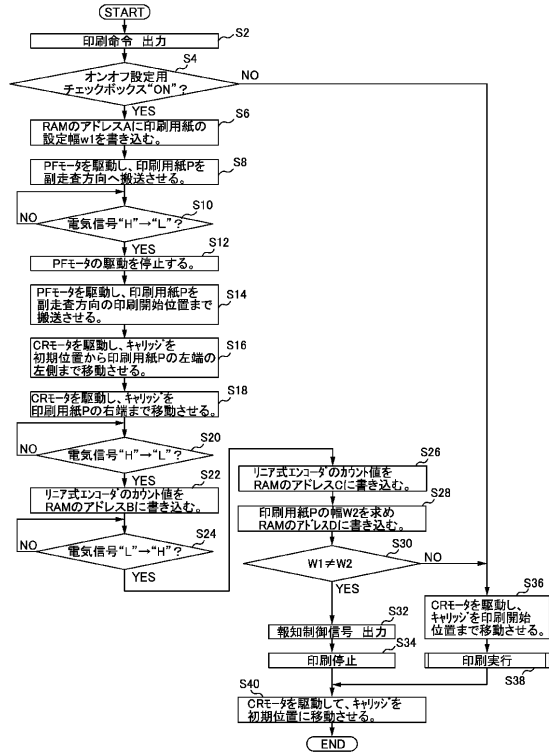 START
印刷命令 出力
S2
S4
オンオフ設定用
チェックボックス“ON”?
NO
YES
S6
RAMのアドレスAに印刷用紙の
設定幅w1を書き込む。
S8
PFモータを駆動し、印刷用紙Pを
副走査方向へ搬送させる。
S10
電気信号“H”→“L”?
NO
YES
S12
PFモータの駆動を停止する。
S14
PFモータを駆動し、印刷用紙を
副走査方向の印刷開始位置まで
搬送させる。
S16
CRモータを駆動し、キャリッジを
初期位置から印刷用紙Pの左端の
左側まで移動させる。
S18
CRモータを駆動し、キャリッジを
印刷用紙Pの右端まで移動させる。
S20
電気信号“H”→“L”?
NO
YES
S22
リニア式エンコーダのカウント値を
RAMのアドレスBに書き込む。
S24
電気信号“L”→“H”?
NO
YES
S26
リニア式エンコーダのカウント値を
RAMのアドレスCに書き込む。
S28
印刷用紙Pの幅W2を求め
RAMのアドレスDに書き込む。
S30
W1≠W2
NO
YES
S32
報知制御信号 出力
S34
印刷停止
S36
CRモータを駆動し、
キャリッジを印刷開始
位置まで移動させる。
印刷実行
S38
S40
CRモータを駆動して、キャリッジを
初期位置に移動させる。
END